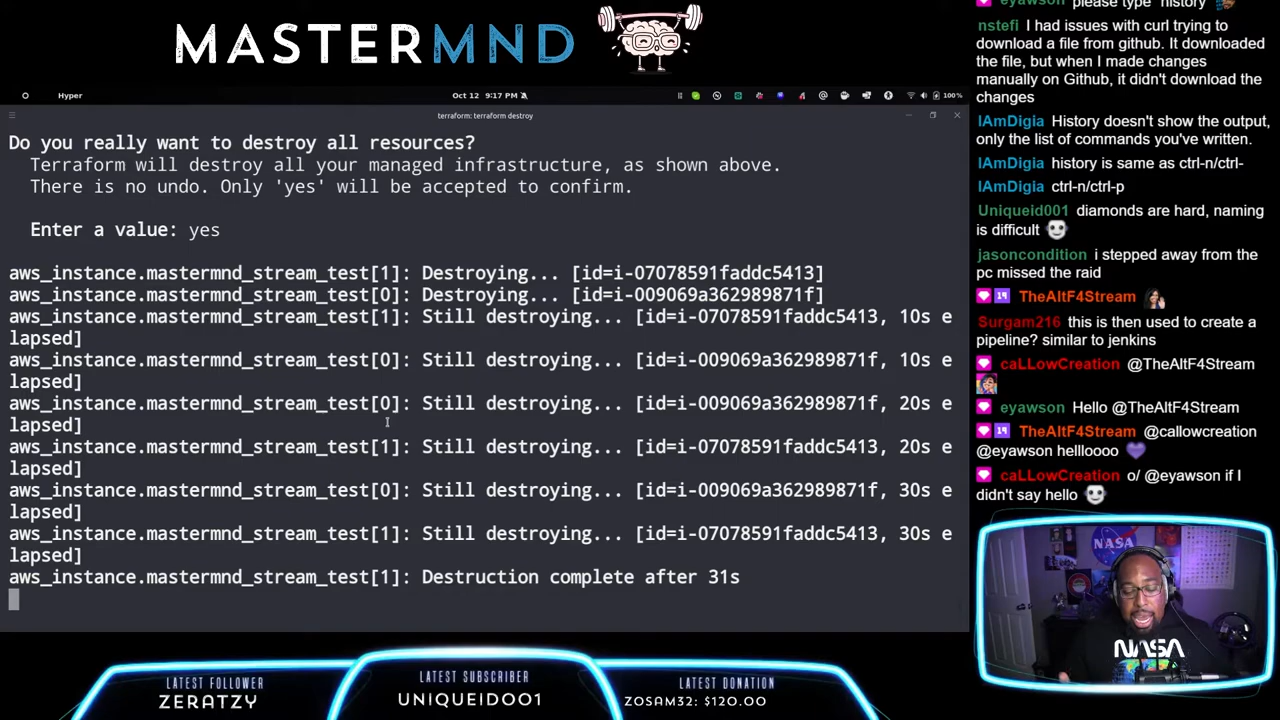 MASTERMND
Hyper
Oct 12 9:17 PM
100%
terraform: terraform destroy
Do you really want to destroy all resources?
Terraform will destroy all your managed infrastructure, as shown above.
There is no undo. Only 'yes' will be accepted to confirm.
Enter a value: yes
aws_instance.mastermnd_stream_test[1]: Destroying... [id=i-07078591faddc5413]
aws_instance.mastermnd_stream_test[0]: Destroying... [id=i-009069a362989871f]
aws_instance.mastermnd_stream_test[1]: Still destroying... [id=i-07078591faddc5413, 10s e
lapsed]
aws_instance.mastermnd_stream_test[0]: Still destroying... [id=i-009069a362989871f, 10s e
lapsed]
aws_instance.mastermnd_stream_test[0]: Still destroying... [id=i-009069a362989871f, 20s e
lapsed]
aws_instance.mastermnd_stream_test[1]: Still destroying... [id=i-07078591faddc5413, 20s e
lapsed]
aws_instance.mastermnd_stream_test[0]: Still destroying... [id=i-009069a362989871f, 30s e
lapsed]
aws_instance.mastermnd_stream_test[1]: Still destroying... [id=i-07078591faddc5413, 30s e
lapsed]
aws_instance.mastermnd_stream_test[1]: Destruction complete after 31s
eyawson please type 'history'
nstefi I had issues with curl trying to
download a file from github. It downloaded
the file, but when I made changes
manually on Github, it didn't download the
changes
IAmDigia History doesn't show the output,
only the list of commands you've written.
IAmDigia history is same as ctrl-n/ctrl-
IAmDigia ctrl-n/ctrl-p
Uniqueid001 diamonds are hard, naming
is difficult
jasoncondition i stepped away from the
pc missed the raid
19 TheAltF4Stream
Surgam216 this is then used to create a
pipeline? similar to jenkins
caLLowCreation @TheAltF4Stream
eyawson Hello @TheAltF4Stream
19 TheAltF4Stream @callowcreation
@eyawson hellloooo
caLLowCreation o/ @eyawson if I
didn't say hello
NASA
NASA
LATEST FOLLOWER
ZERATZY
LATEST SUBSCRIBER
UNIQUEID001
LATEST DONATION
ZOSAM32: $120.00